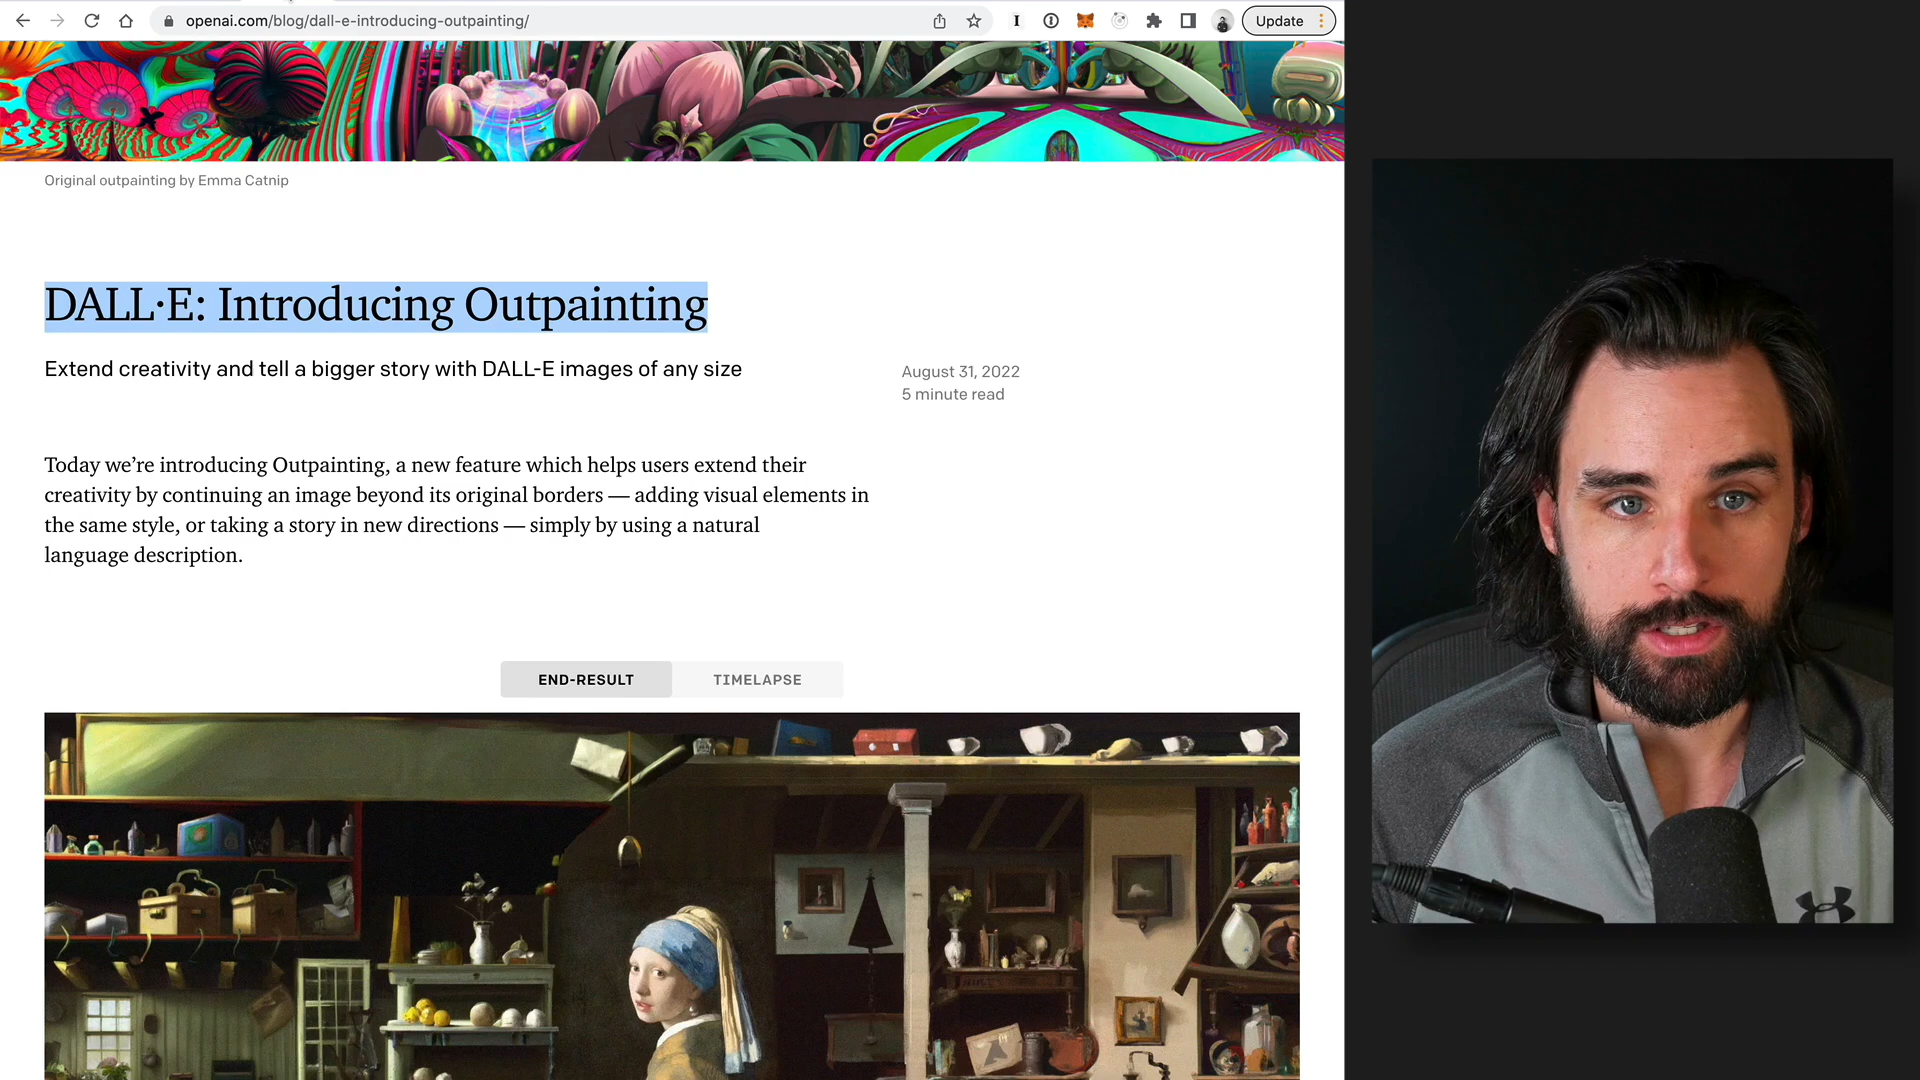 openai.com/blog/dall-e-introducing-outpainting/
Update
Original outpainting by Emma Catnip
DALL·E: Introducing Outpainting
Extend creativity and tell a bigger story with DALL-E images of any size
August 31, 2022
5 minute read
Today we’re introducing Outpainting, a new feature which helps users extend their
creativity by continuing an image beyond its original borders — adding visual elements in
the same style, or taking a story in new directions — simply by using a natural
language description.
END-RESULT
TIMELAPSE